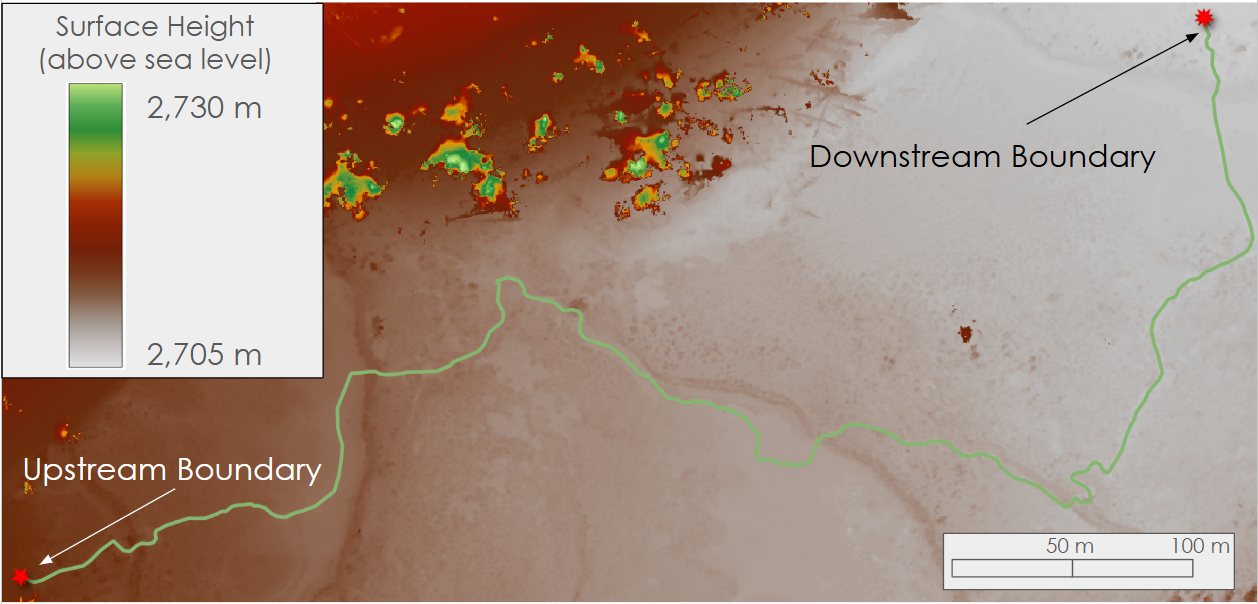 Surface Height
(above sea level)
2,730 m
2,705 m
Downstream Boundary
Upstream Boundary
50 m 100 m